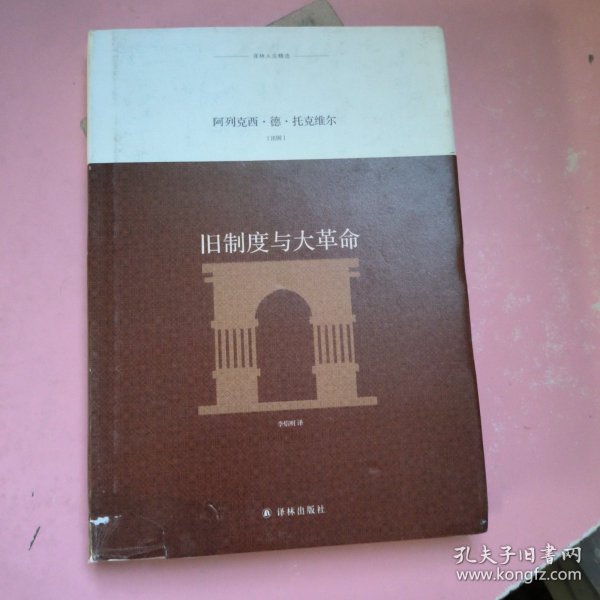 译林人文精选
阿列克西·德·托克维尔
［法国］
旧制度与大革命
李焰明 译
译林出版社
孔夫子旧书网
www.kongfz.com